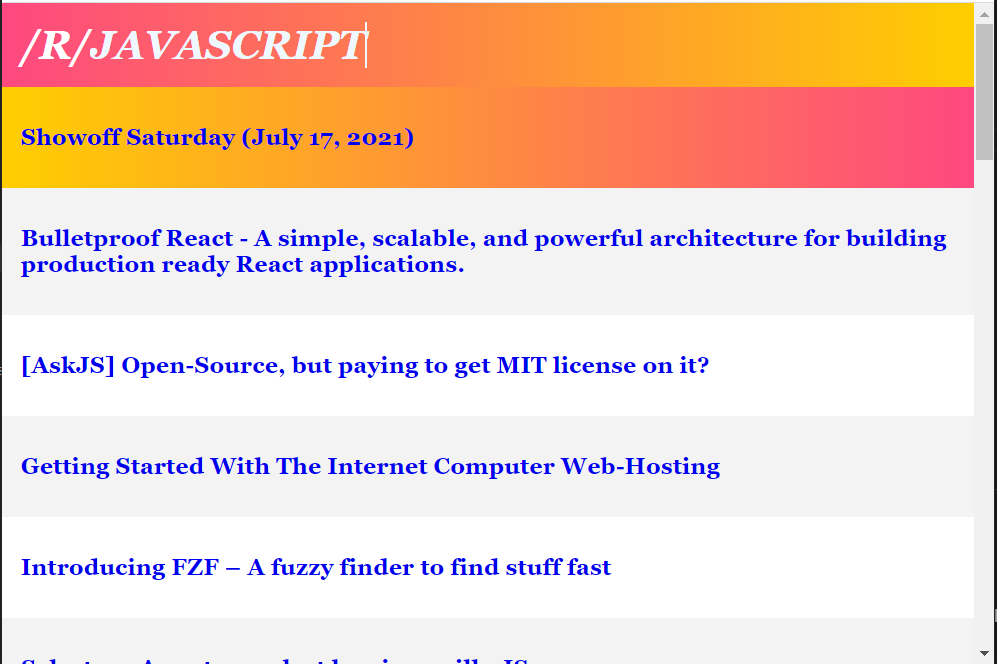 /R/JAVASCRIPT
Showoff Saturday (July 17, 2021)
Bulletproof React - A simple, scalable, and powerful architecture for building
production ready React applications.
[AskJS] Open-Source, but paying to get MIT license on it?
Getting Started With The Internet Computer Web-Hosting
Introducing FZF – A fuzzy finder to find stuff fast